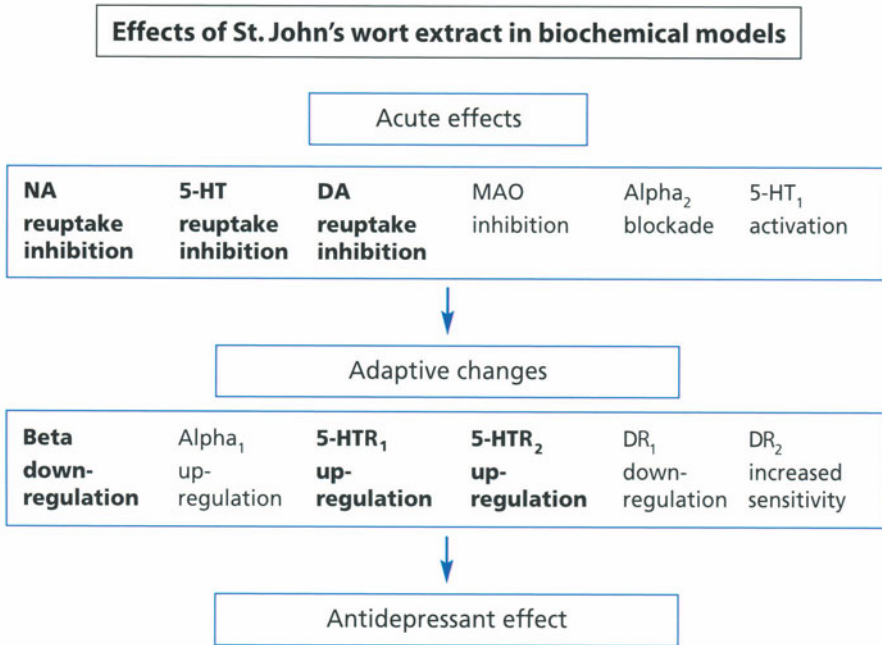 Effects of St. John's wort extract in biochemical models
Acute effects
NA 5-HT DA MAO Alpha₂ 5-HT₁
reuptake reuptake reuptake inhibition blockade activation
inhibition inhibition inhibition
Adaptive changes
Beta Alpha₁ 5-HTR₁ 5-HTR₂ DR₁ DR₂
down- up- up- up- down- increased
regulation regulation regulation regulation regulation sensitivity
Antidepressant effect